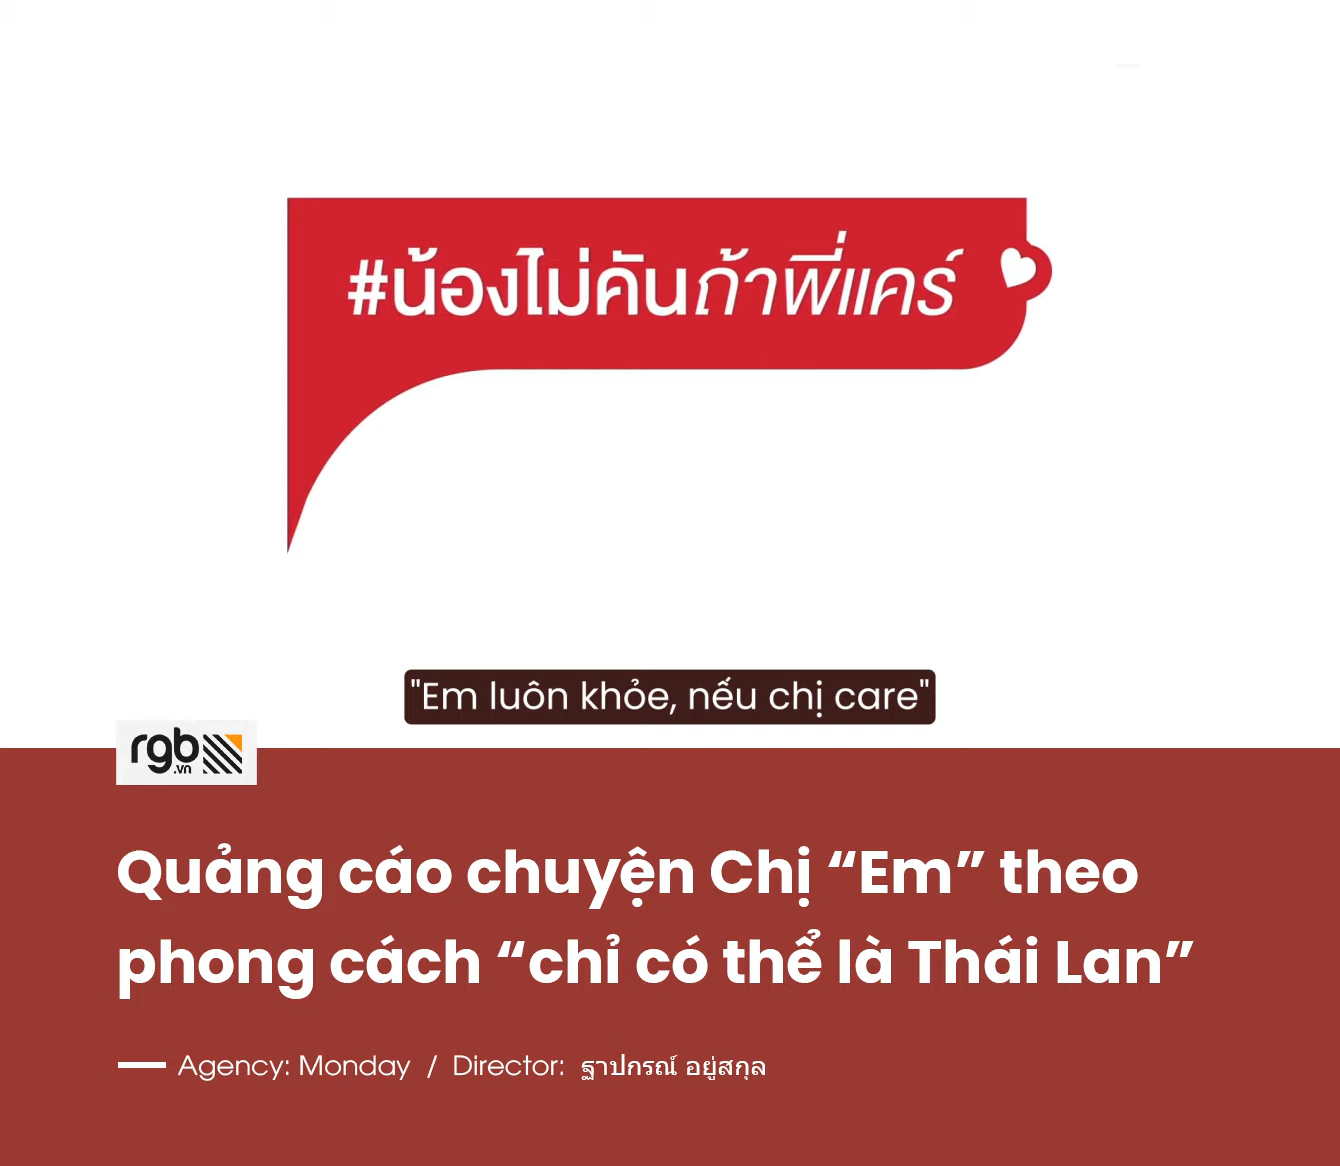 #น้องไม่คันถ้าพี่แคร์
"Em luôn khỏe, nếu chị care"
rgb
.vn
Quảng cáo chuyện Chị “Em” theo
phong cách “chỉ có thể là Thái Lan”
Agency: Monday / Director: ฐาปกรณ์ อยู่สกุล